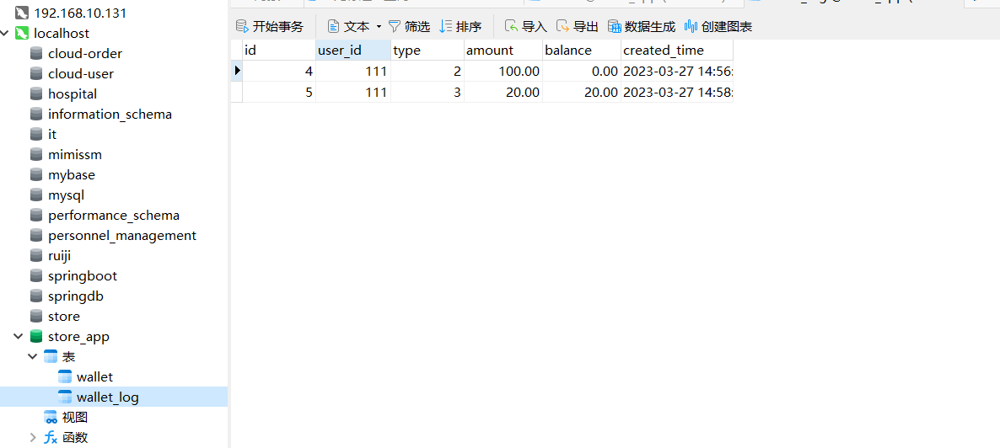 192.168.10.131
localhost
cloud-order
cloud-user
hospital
information_schema
it
mimissm
mybase
mysql
performance_schema
personnel_management
ruiji
springboot
springdb
store
store_app
表
wallet
wallet_log
视图
函数
开始事务 文本 筛选 排序 导入 导出 数据生成 创建图表
id user_id type amount balance created_time
4 111 2 100.00 0.00 2023-03-27 14:56:
5 111 3 20.00 20.00 2023-03-27 14:58: